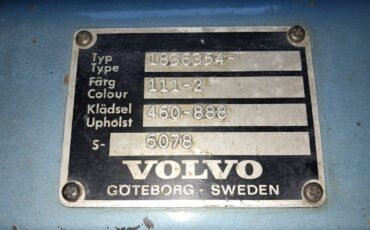 Typ
Type 1836354-
Färg
Colour 111-2
Klädsel
Upholst 460-888
S- 6078
VOLVO
GÖTEBORG - SWEDEN